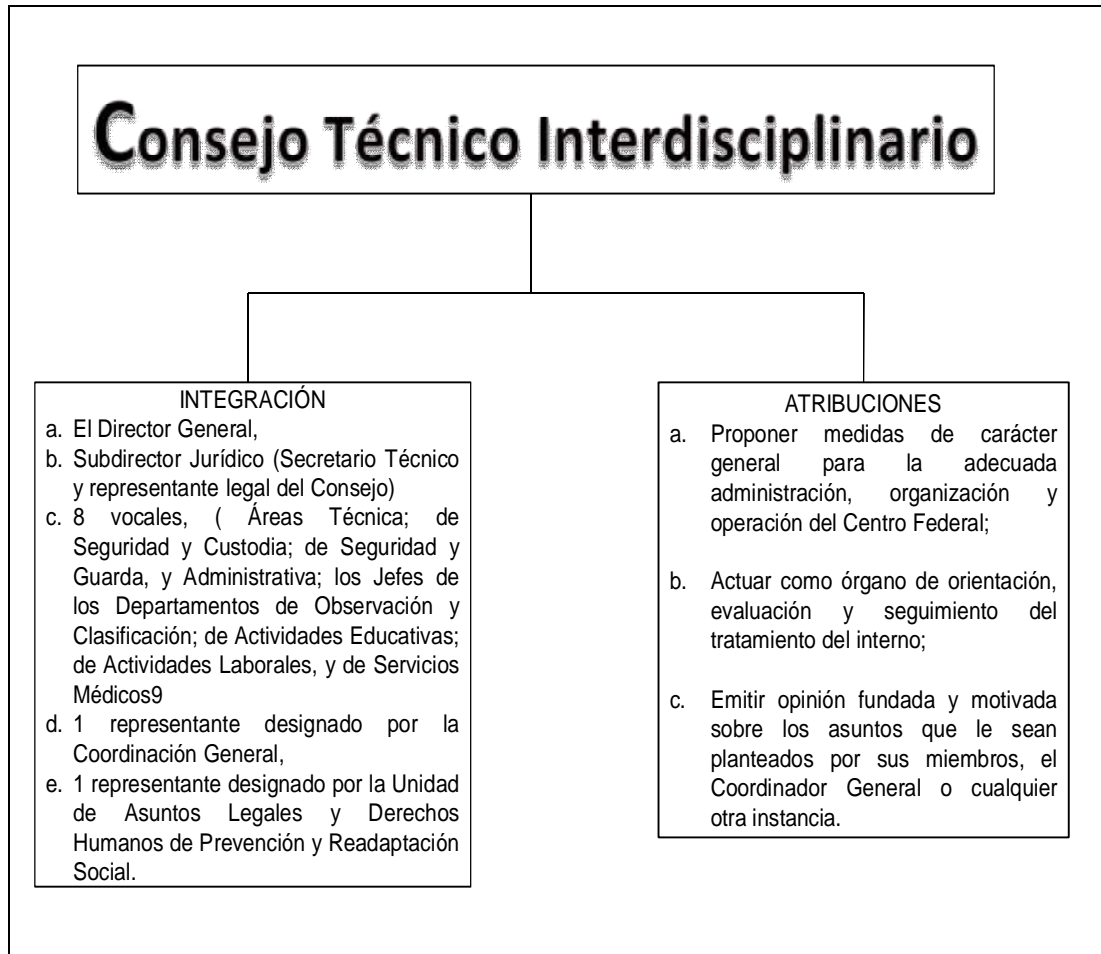 Consejo Técnico Interdisciplinario
INTEGRACIÓN
a. El Director General,
b. Subdirector Jurídico (Secretario Técnico
y representante legal del Consejo)
c. 8 vocales, ( Áreas Técnica; de
Seguridad y Custodia; de Seguridad y
Guarda, y Administrativa; los Jefes de
los Departamentos de Observación y
Clasificación; de Actividades Educativas;
de Actividades Laborales, y de Servicios
Médicos9
d. 1 representante designado por la
Coordinación General,
e. 1 representante designado por la Unidad
de Asuntos Legales y Derechos
Humanos de Prevención y Readaptación
Social.
ATRIBUCIONES
a. Proponer medidas de carácter
general para la adecuada
administración, organización y
operación del Centro Federal;
b. Actuar como órgano de orientación,
evaluación y seguimiento del
tratamiento del interno;
c. Emitir opinión fundada y motivada
sobre los asuntos que le sean
planteados por sus miembros, el
Coordinador General o cualquier
otra instancia.